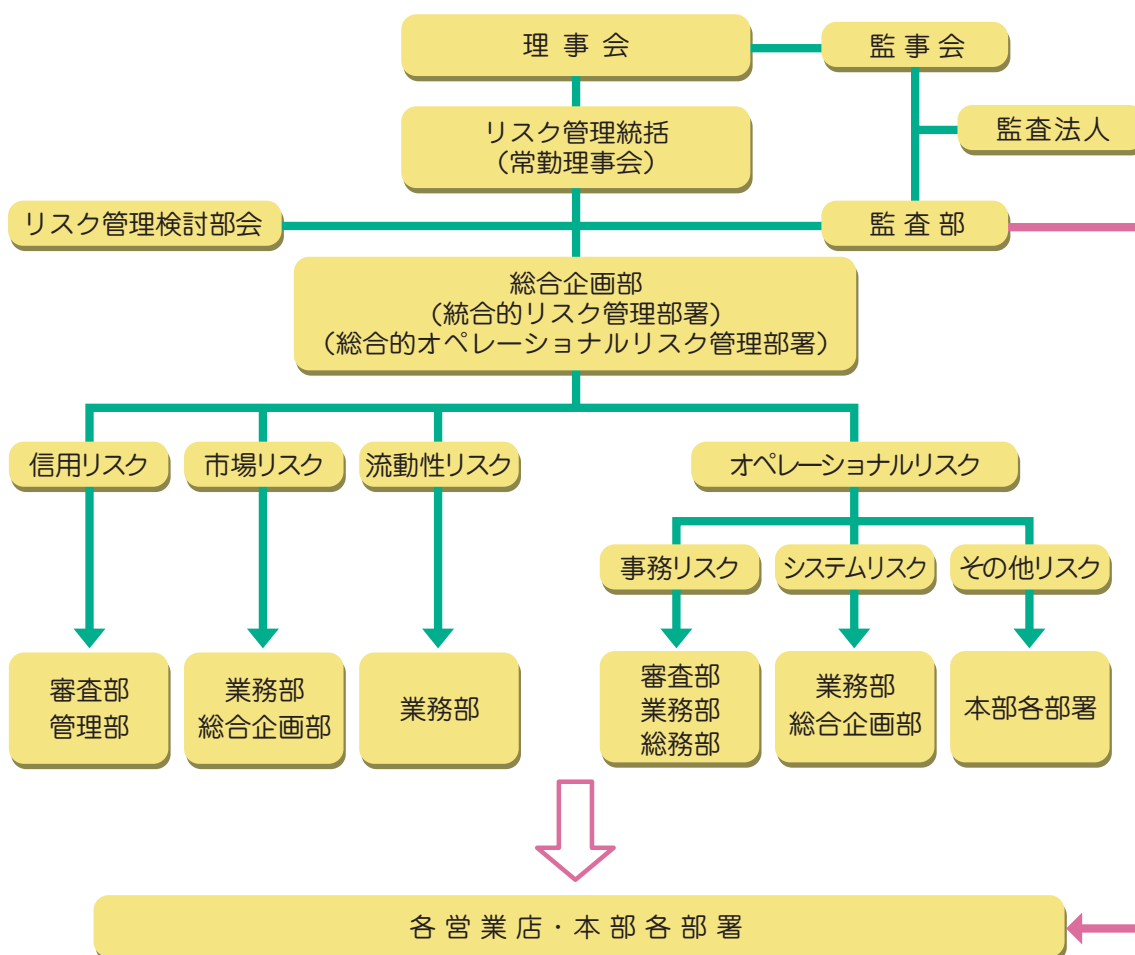 理事会
監事会
リスク管理統括
（常勤理事会）
監査法人
リスク管理検討部会
監査部
総合企画部
（統合的リスク管理部署）
（総合的オペレーショナルリスク管理部署）
信用リスク
市場リスク
流動性リスク
オペレーショナルリスク
事務リスク
システムリスク
その他リスク
審査部
管理部
業務部
総合企画部
業務部
審査部
業務部
総務部
業務部
総合企画部
本部各部署
各営業店・本部各部署